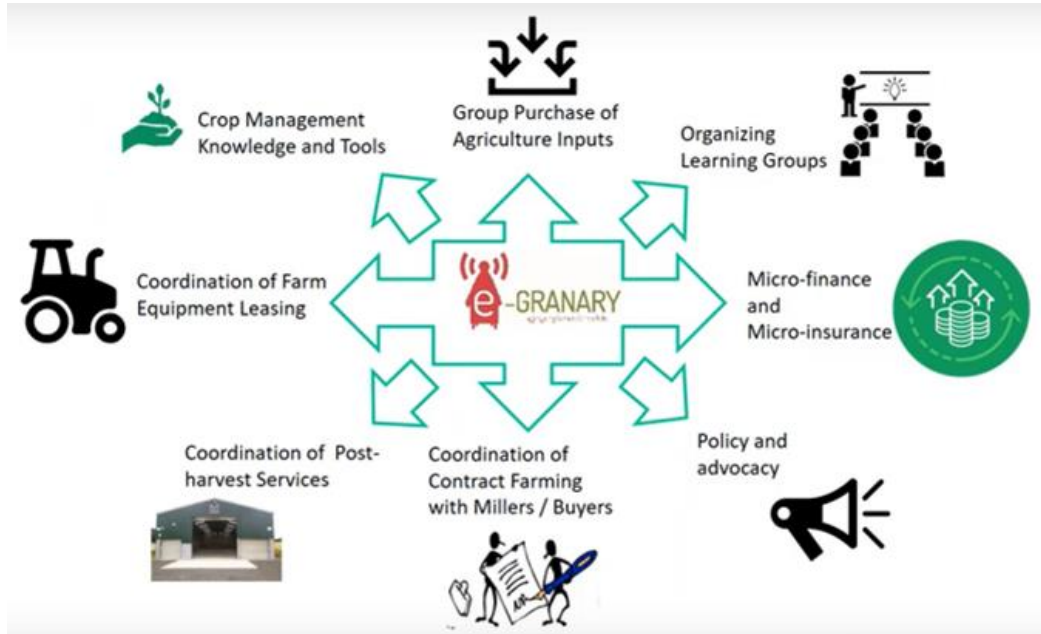 Group Purchase of
Agriculture Inputs
Crop Management
Knowledge and Tools
Organizing
Learning Groups
Coordination of Farm
Equipment Leasing
e-GRANARY
Micro-finance
and
Micro-insurance
Coordination of Post-
harvest Services
Coordination of
Contract Farming
with Millers / Buyers
Policy and
advocacy